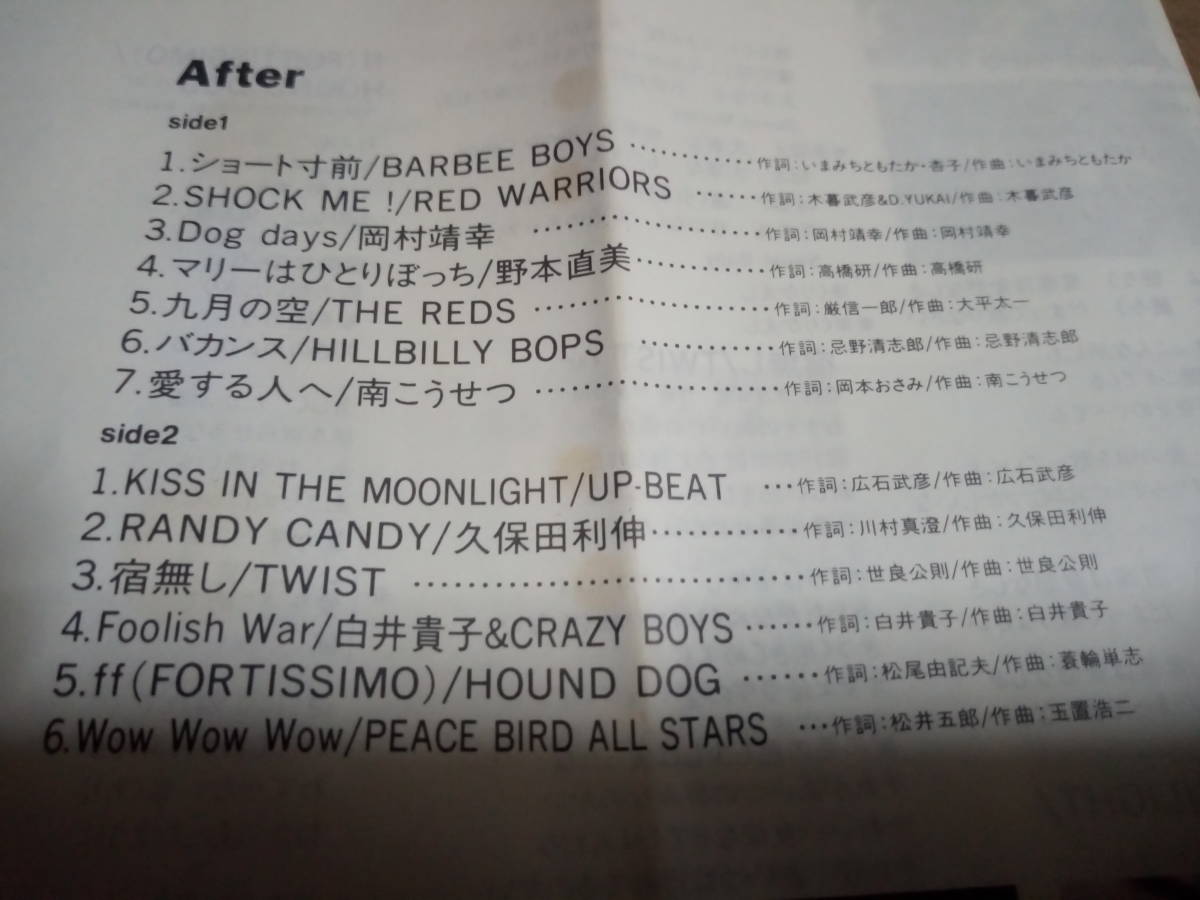 After
side1
1.ショート寸前/BARBEE BOYS ………… 作詞：いまみちともたか・杏子/作曲：いまみちともたか
2.SHOCK ME !/RED WARRIORS …… 作詞：木暮武彦&D.YUKAI/作曲：木暮武彦
3.Dog days/岡村靖幸 ………………… 作詞：岡村靖幸/作曲：岡村靖幸
4.マリーはひとりぼっち/野本直美………… 作詞：高橋研/作曲：高橋研
5.九月の空/THE REDS ………………… 作詞：厳信一郎/作曲：大平太一
6.バカンス/HILLBILLY BOPS ………… 作詞：忌野清志郎/作曲：忌野清志郎
7.愛する人へ/南こうせつ ………………… 作詞：岡本おさみ/作曲：南こうせつ
side2
1.KISS IN THE MOONLIGHT/UP-BEAT … 作詞：広石武彦/作曲：広石武彦
2.RANDY CANDY/久保田利伸………… 作詞：川村真澄/作曲：久保田利伸
3.宿無し/TWIST ……………………………… 作詞：世良公則/作曲：世良公則
4.Foolish War/白井貴子&CRAZY BOYS …… 作詞：白井貴子/作曲：白井貴子
5.ff(FORTISSIMO)/HOUND DOG …… 作詞：松尾由記夫/作曲：蓑輪単志
6.Wow Wow Wow/PEACE BIRD ALL STARS … 作詞：松井五郎/作曲：玉置浩二